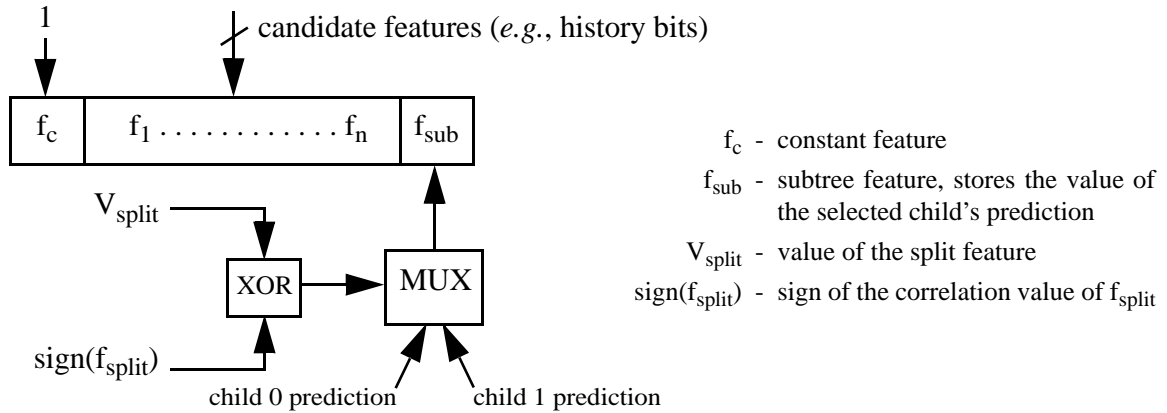 1
candidate features (e.g., history bits)
f_c f_1 . . . . . . . . . . . . f_n f_sub
f_c - constant feature
f_sub - subtree feature, stores the value of
the selected child's prediction
V_split - value of the split feature
sign(f_split) - sign of the correlation value of f_split
V_split
XOR
MUX
sign(f_split)
child 0 prediction
child 1 prediction